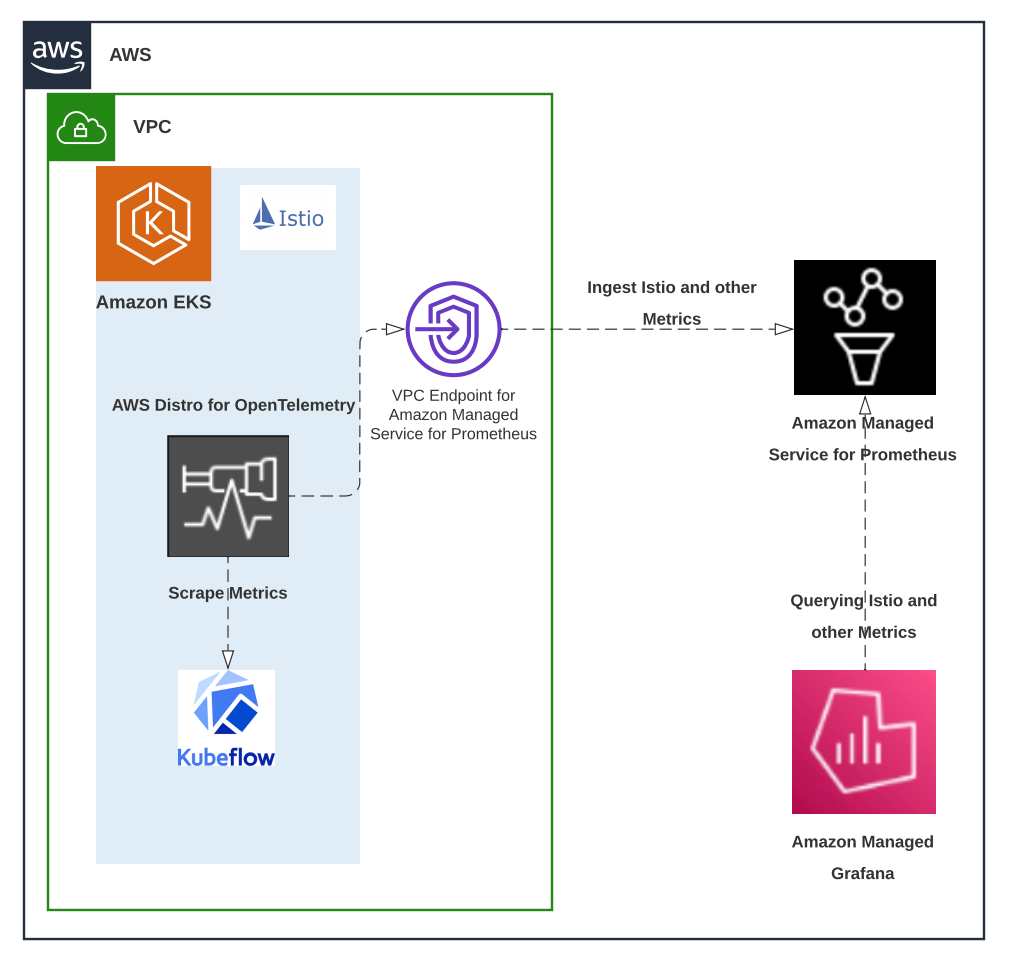 aws
AWS
VPC
Istio
Amazon EKS
Ingest Istio and other
Metrics
AWS Distro for OpenTelemetry
VPC Endpoint for
Amazon Managed
Service for Prometheus
Amazon Managed
Service for Prometheus
Scrape Metrics
Querying Istio and
other Metrics
Kubeflow
Amazon Managed
Grafana